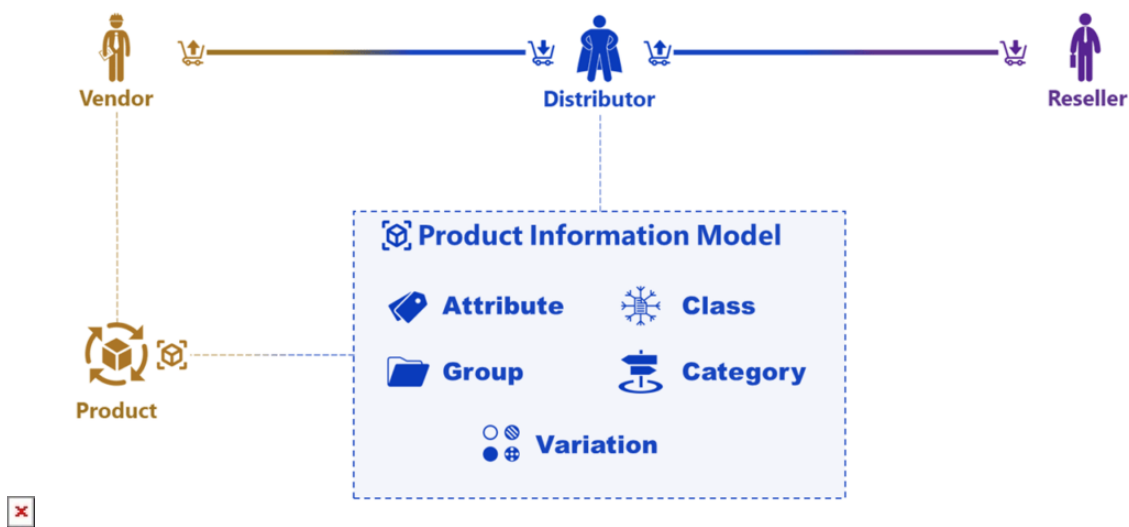 Vendor
Distributor
Reseller
Product Information Model
Attribute
Class
Group
Category
Variation
Product